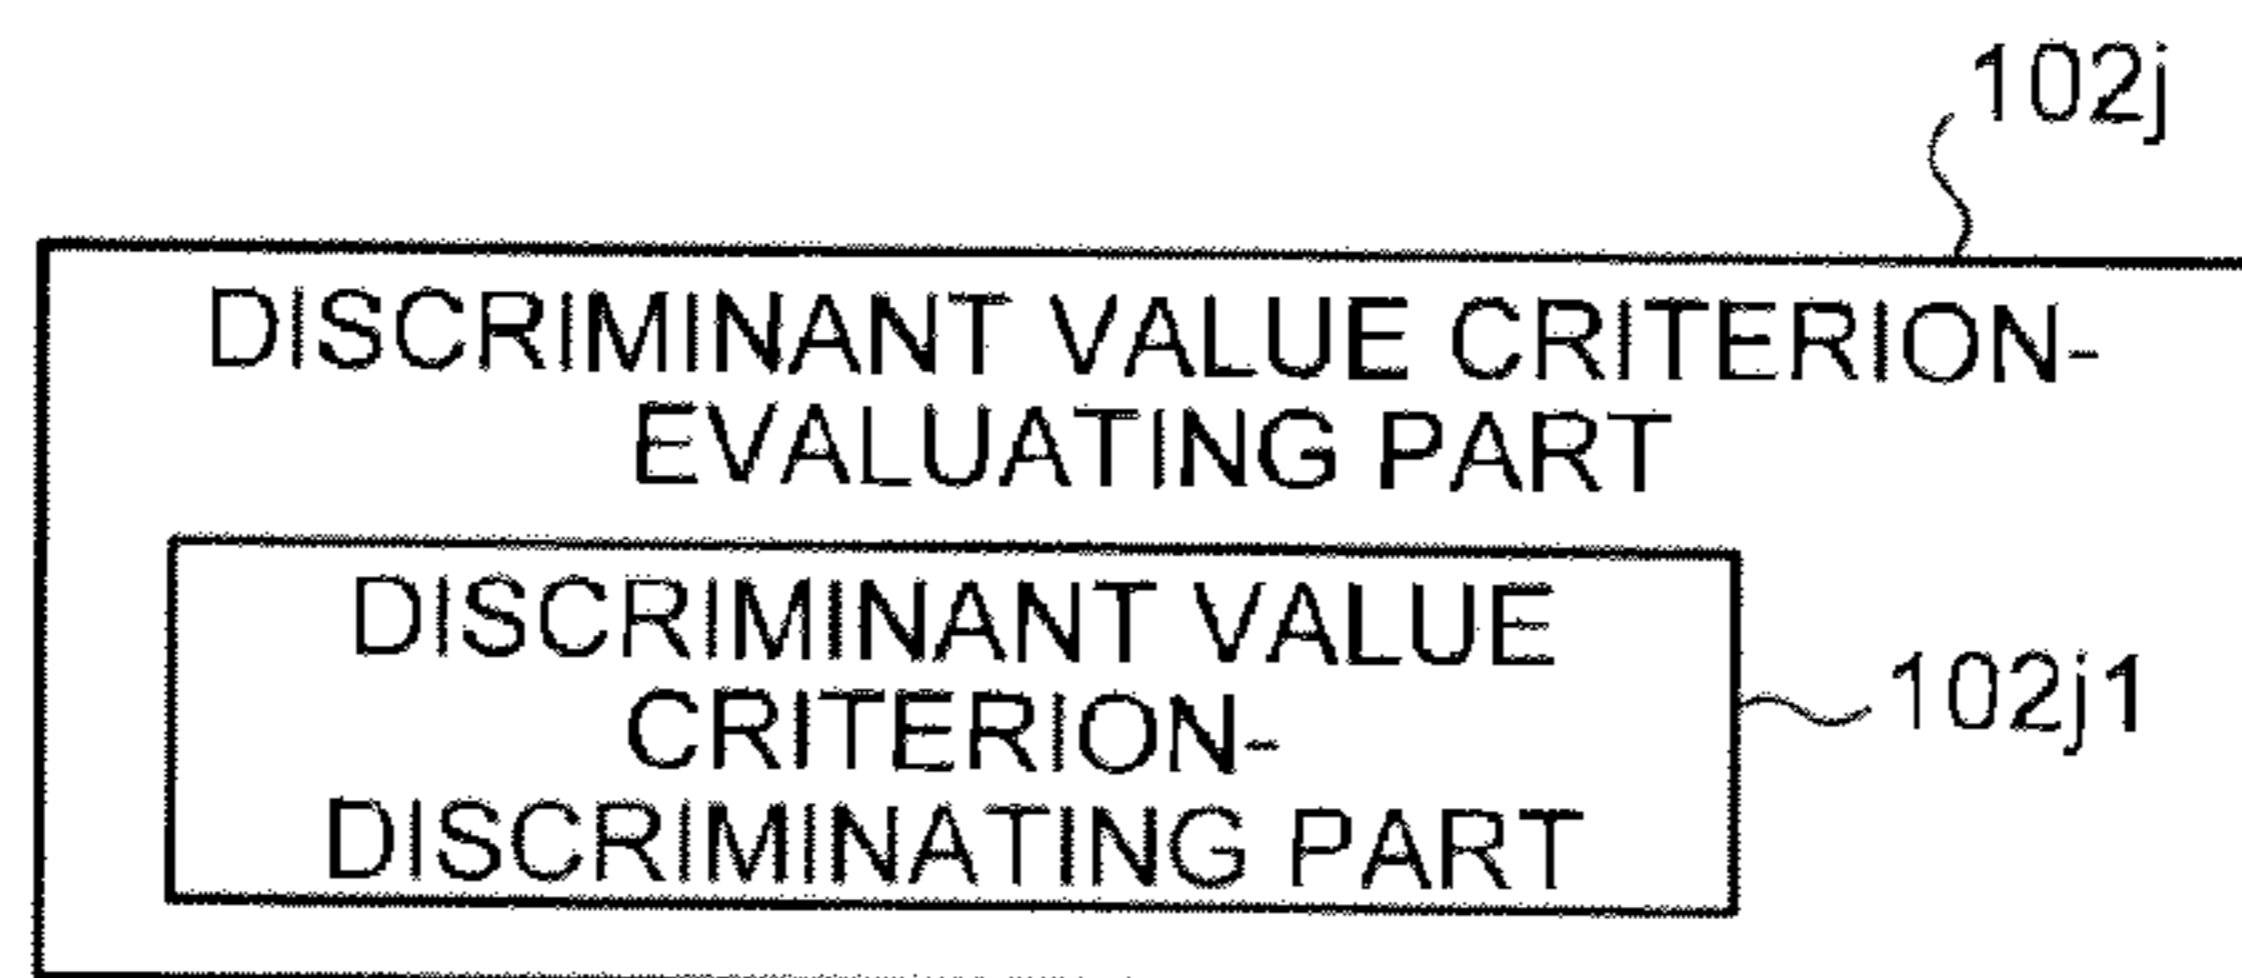 102j
DISCRIMINANT VALUE CRITERION-
EVALUATING PART
DISCRIMINANT VALUE
CRITERION-
DISCRIMINATING PART
102j1